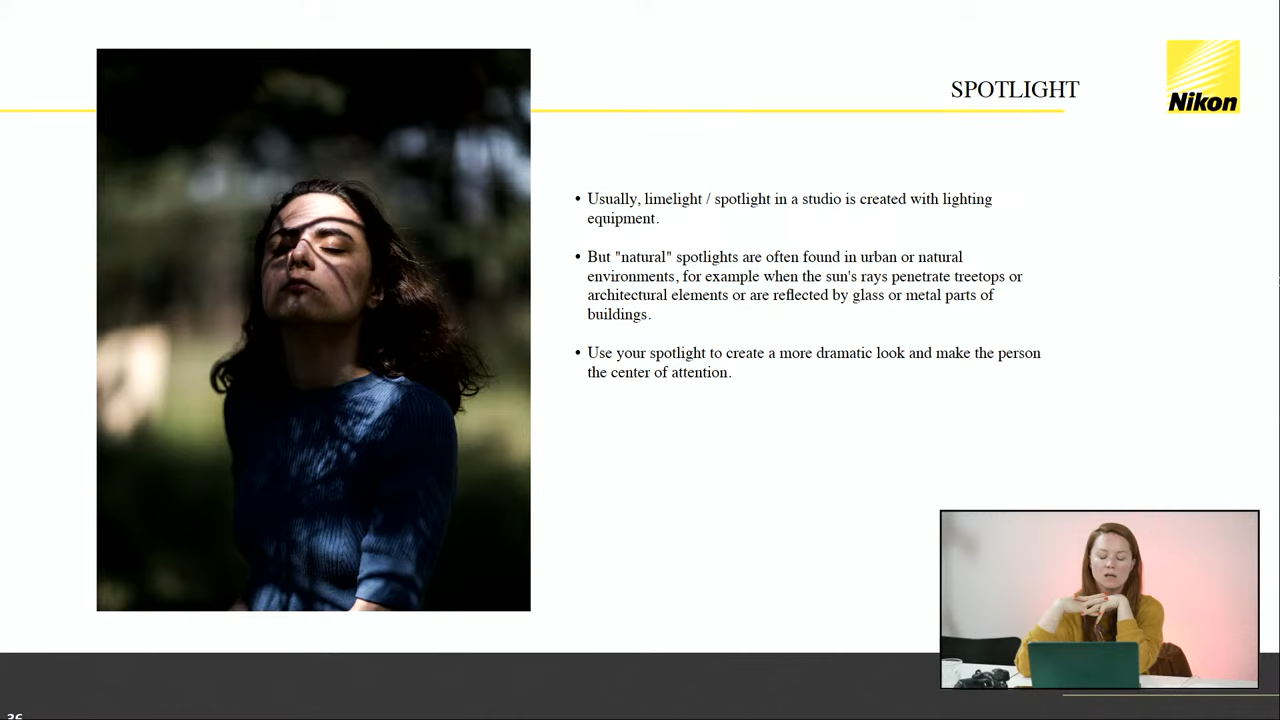 SPOTLIGHT
Nikon
• Usually, limelight / spotlight in a studio is created with lighting
equipment.
• But "natural" spotlights are often found in urban or natural
environments, for example when the sun's rays penetrate treetops or
architectural elements or are reflected by glass or metal parts of
buildings.
• Use your spotlight to create a more dramatic look and make the person
the center of attention.
36